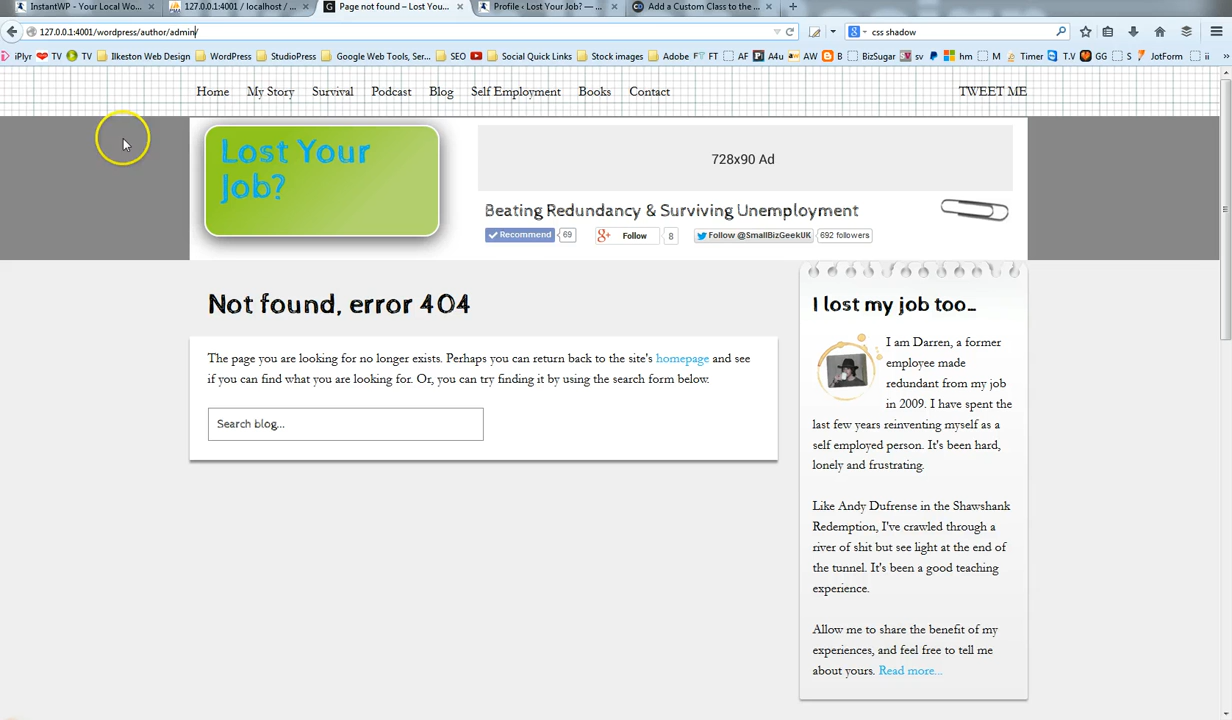 InstantWP - Your Local Wo...
127.0.0.1:4001 / localhost / ...
Page not found – Lost You...
Profile ‹ Lost Your Job? — ...
Add a Custom Class to the ...
127.0.0.1:4001/wordpress/author/admin/
css shadow
iPlyr
TV
TV
Ilkeston Web Design
WordPress
StudioPress
Google Web Tools, Ser...
SEO
Social Quick Links
Stock images
Adobe
FT
AF
A4u
AW
B
BizSugar
sv
hm
M
Timer
T.V
GG
S
JotForm
ii
Home
My Story
Survival
Podcast
Blog
Self Employment
Books
Contact
TWEET ME
Lost Your
Job?
728x90 Ad
Beating Redundancy & Surviving Unemployment
Recommend
69
Follow
8
Follow @SmallBizGeekUK
692 followers
Not found, error 404
The page you are looking for no longer exists. Perhaps you can return back to the site's homepage and see
if you can find what you are looking for. Or, you can try finding it by using the search form below.
Search blog...
I lost my job too...
I am Darren, a former
employee made
redundant from my job
in 2009. I have spent the
last few years reinventing myself as a
self employed person. It's been hard,
lonely and frustrating.
Like Andy Dufrense in the Shawshank
Redemption, I've crawled through a
river of shit but see light at the end of
the tunnel. It's been a good teaching
experience.
Allow me to share the benefit of my
experiences, and feel free to tell me
about yours. Read more...